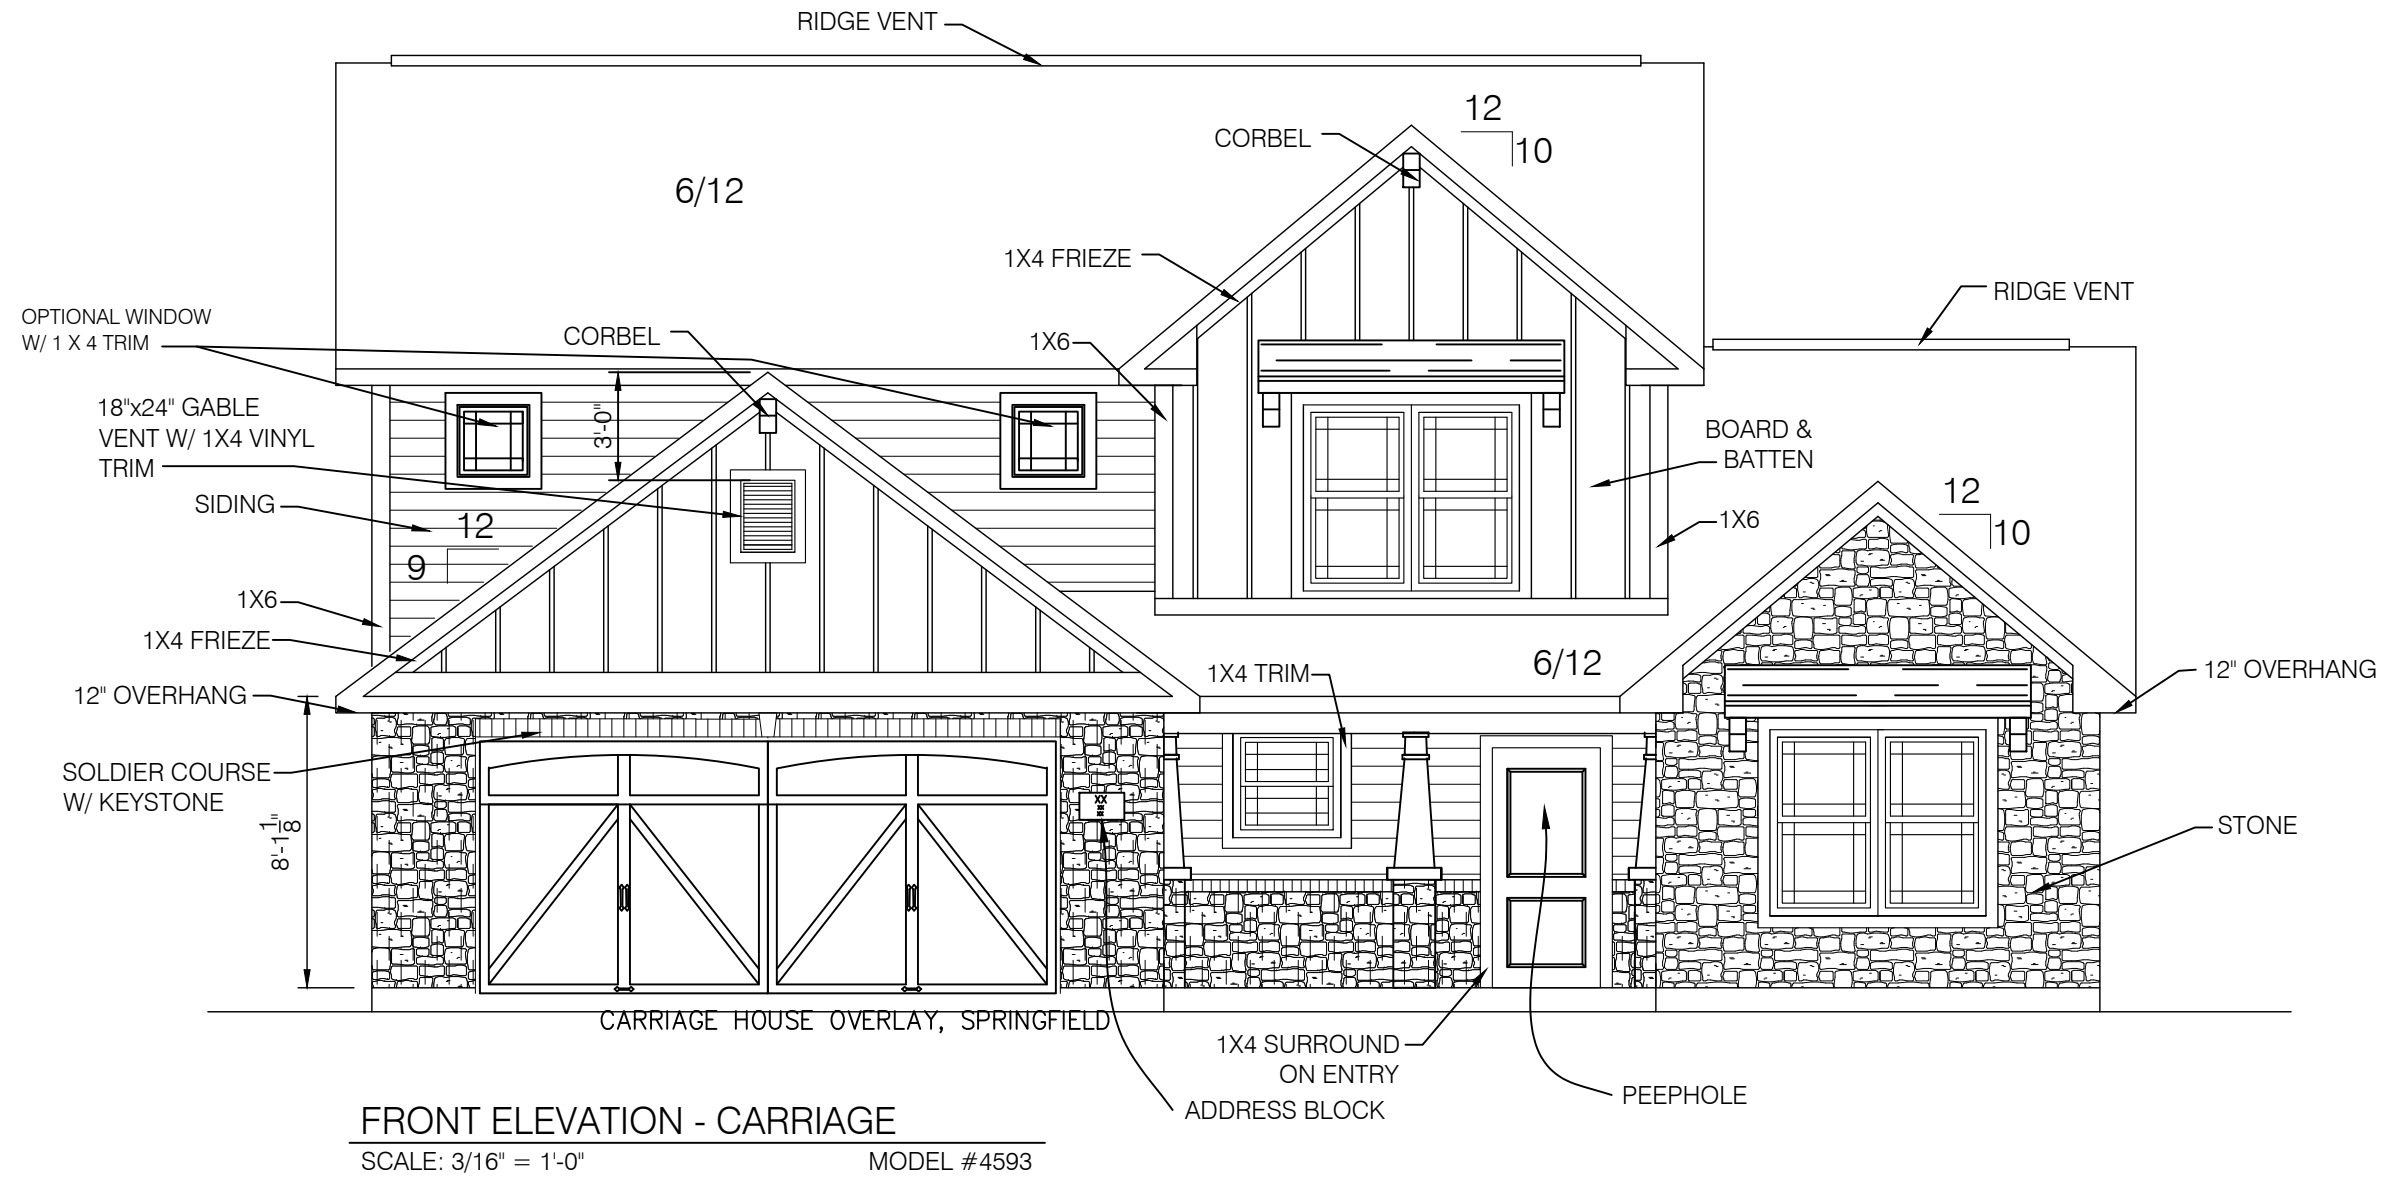 RIDGE VENT
12
10
CORBEL
6/12
1X4 FRIEZE
RIDGE VENT
OPTIONAL WINDOW
W/ 1 X 4 TRIM
CORBEL
1X6
3'-0"
18"x24" GABLE
VENT W/ 1X4 VINYL
TRIM
BOARD &
BATTEN
SIDING
12
9
12
10
1X6
1X6
1X4 FRIEZE
6/12
1X4 TRIM
12" OVERHANG
12" OVERHANG
SOLDIER COURSE
W/ KEYSTONE
8'-1 1/8"
XX
STONE
CARRIAGE HOUSE OVERLAY, SPRINGFIELD
1X4 SURROUND
ON ENTRY
PEEPHOLE
ADDRESS BLOCK
FRONT ELEVATION - CARRIAGE
SCALE: 3/16" = 1'-0"
MODEL #4593